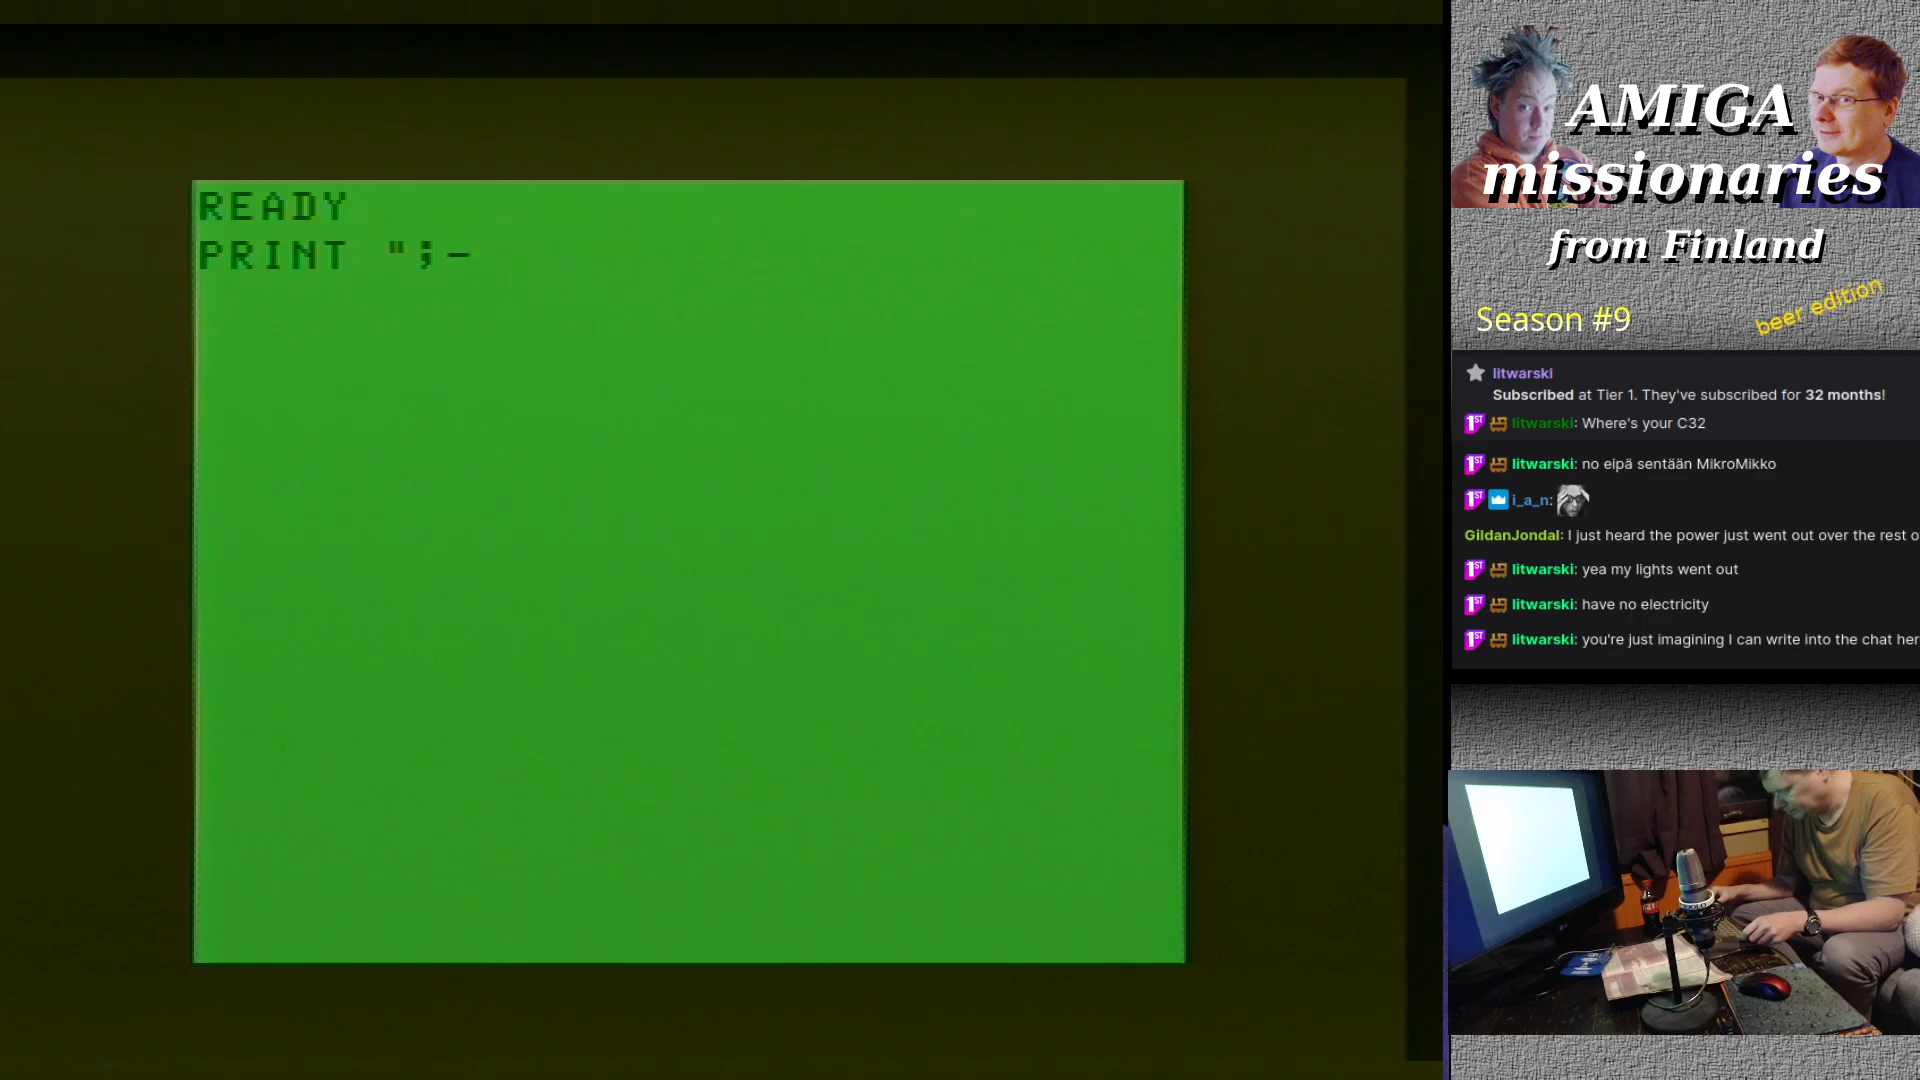 READY
PRINT ";-
AMIGA
missionaries
from Finland
Season #9
beer edition
litwarski
Subscribed at Tier 1. They've subscribed for 32 months!
litwarski: Where's your C32
litwarski: no eipä sentään MikroMikko
i_a_n:
GildanJondal: I just heard the power just went out over the rest o
litwarski: yea my lights went out
litwarski: have no electricity
litwarski: you're just imagining I can write into the chat her